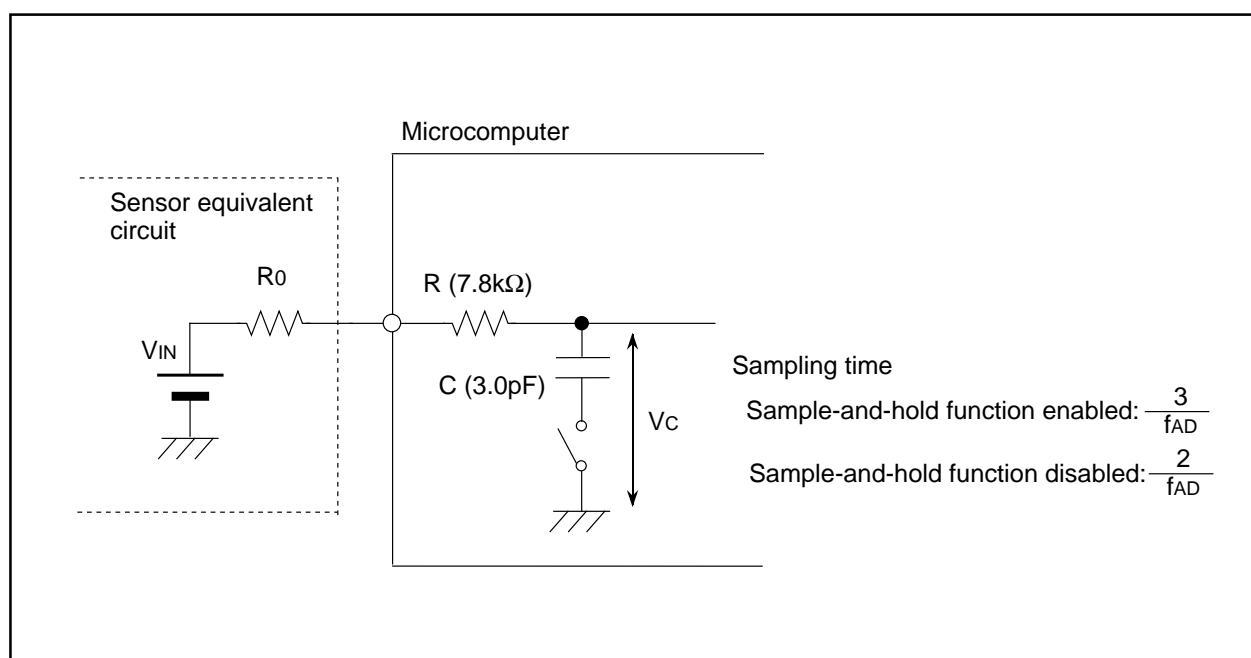 Microcomputer
Sensor equivalent
circuit
R0
R (7.8kΩ)
VIN
C (3.0pF)
VC
Sampling time
Sample-and-hold function enabled: 3/fAD
Sample-and-hold function disabled: 2/fAD